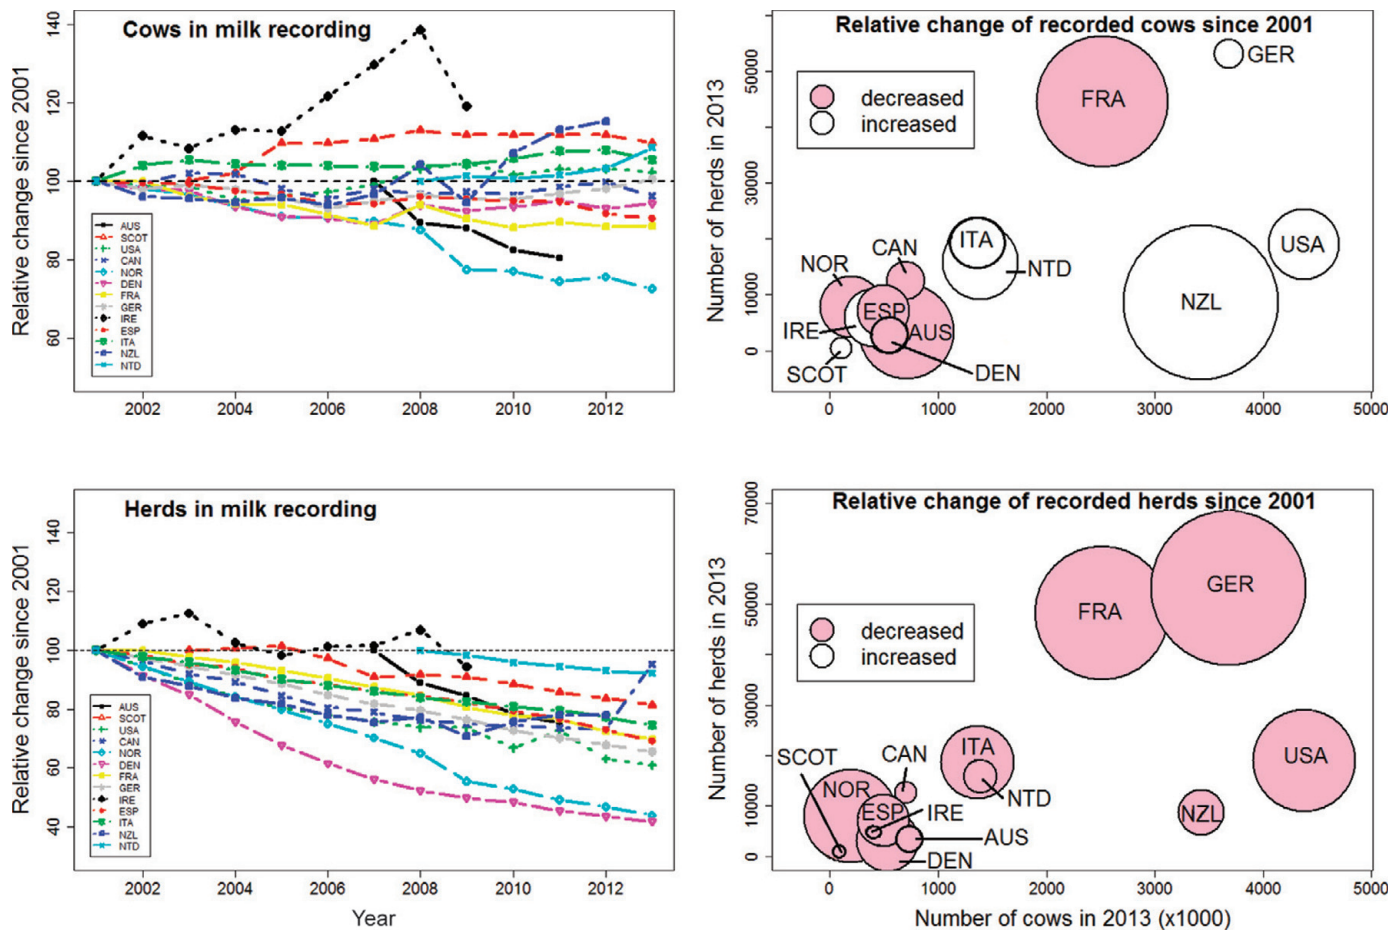 Cows in milk recording
Relative change since 2001
140
120
100
80
60
AUS
SCOT
USA
CAN
NOR
DEN
FRA
GER
IRE
ESP
ITA
NZL
NTD
2002 2004 2006 2008 2010 2012
Relative change of recorded cows since 2001
Number of herds in 2013
50000
30000
10000
0
decreased
increased
FRA
GER
ITA
USA
CAN
NOR
NTD
NZL
ESP
IRE
AUS
SCOT
DEN
0 1000 2000 3000 4000 5000
Herds in milk recording
Relative change since 2001
140
120
100
80
60
40
AUS
SCOT
USA
CAN
NOR
DEN
FRA
GER
IRE
ESP
ITA
NZL
NTD
2002 2004 2006 2008 2010 2012
Year
Relative change of recorded herds since 2001
Number of herds in 2013
70000
50000
30000
10000
0
decreased
increased
GER
FRA
ITA
SCOT
CAN
USA
NOR
NTD
ESP
IRE
NZL
AUS
DEN
0 1000 2000 3000 4000 5000
Number of cows in 2013 (x1000)